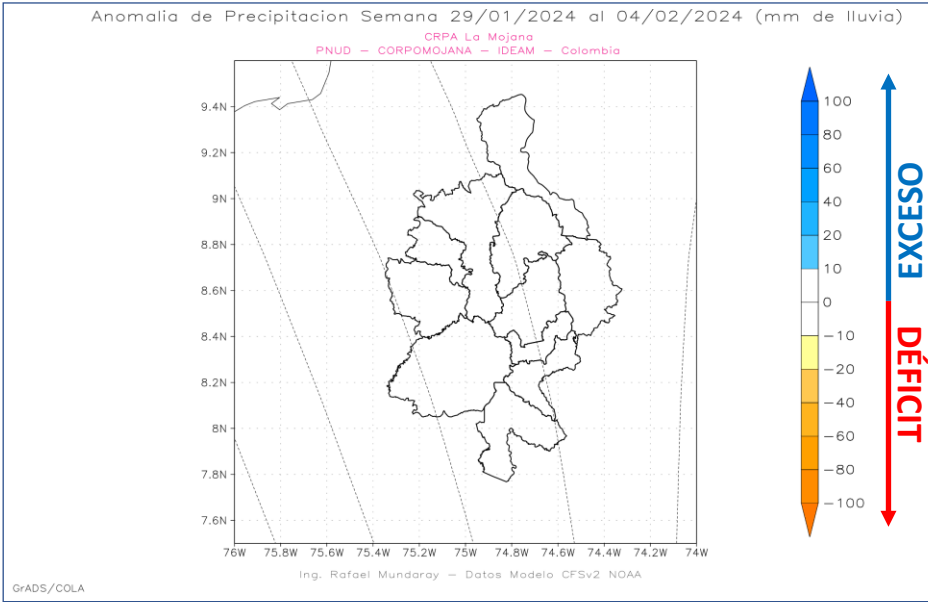 Anomalia de Precipitacion Semana 29/01/2024 al 04/02/2024 (mm de lluvia)
CRPA La Mojana
PNUD – CORPOMOJANA – IDEAM – Colombia
9.4N
9.2N
9N
8.8N
8.6N
8.4N
8.2N
8N
7.8N
7.6N
76W 75.8W 75.6W 75.4W 75.2W 75W 74.8W 74.6W 74.4W 74.2W 74W
100
80
60
40
20
10
0
−10
−20
−40
−60
−80
−100
EXCESO
DÉFICIT
Ing. Rafael Mundaray – Datos Modelo CFSv2 NOAA
GrADS/COLA